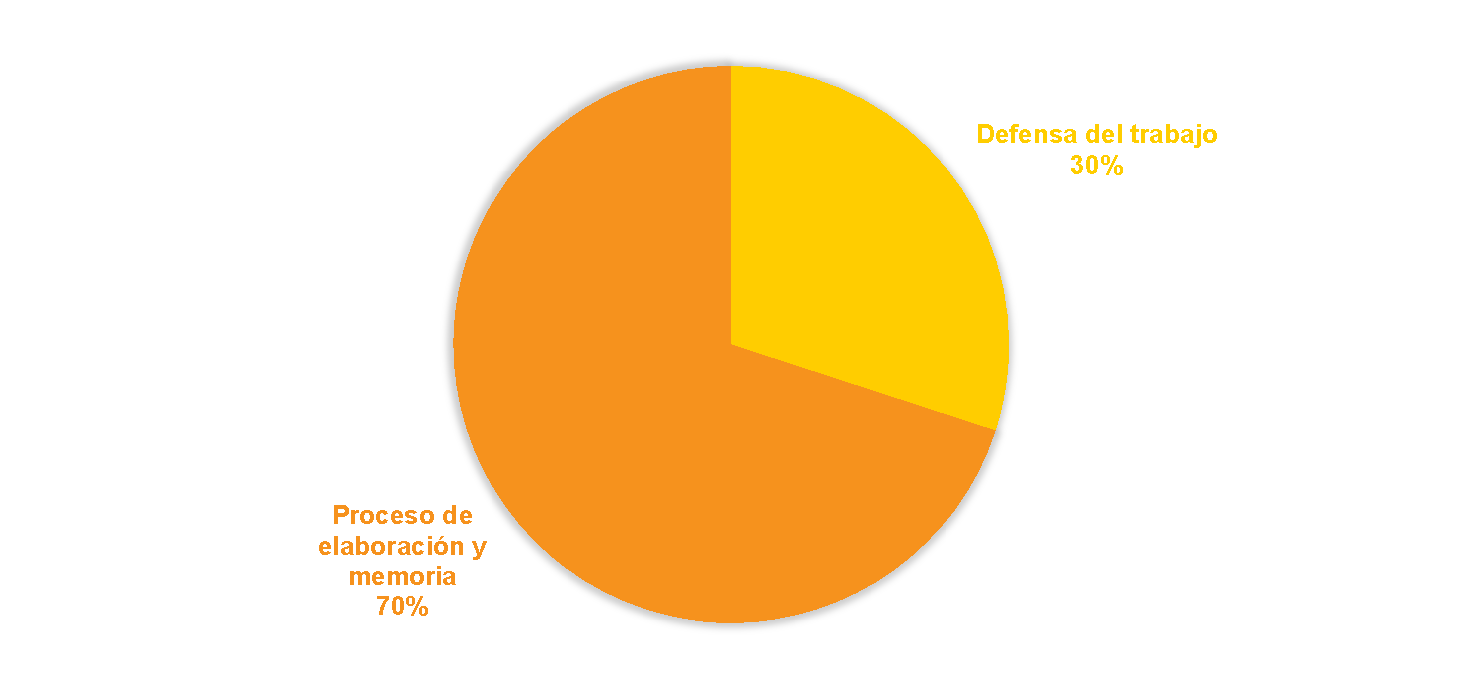 Defensa del trabajo
30%
Proceso de
elaboración y
memoria
70%